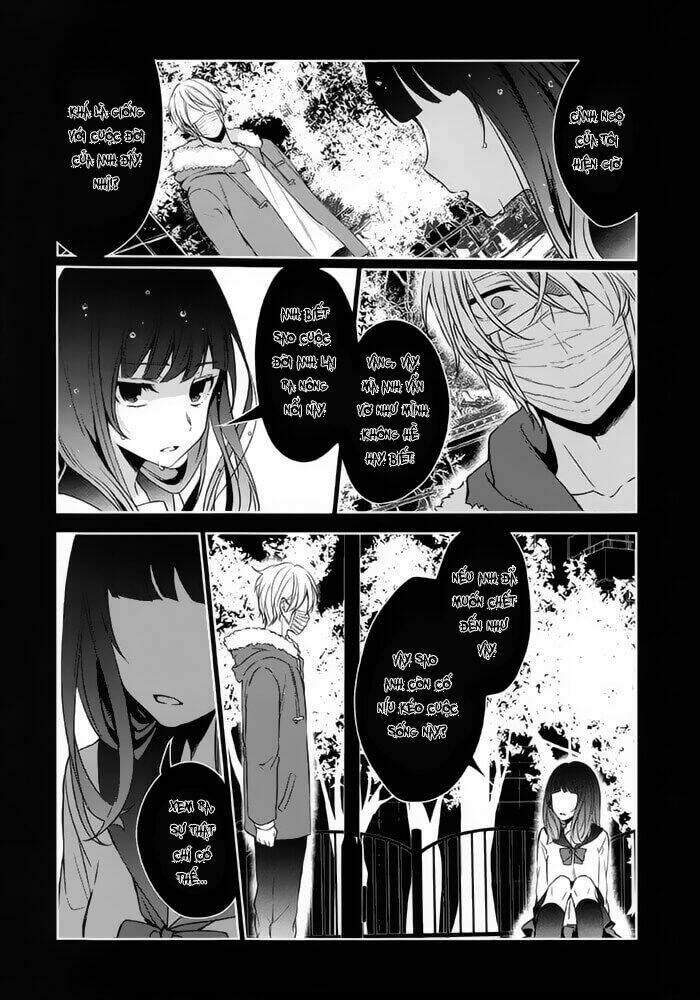 CẢNH NGỘ
CỦA TÔI
HIỆN GIỜ
KHÁ LÀ GIỐNG
VỚI CUỘC ĐỜI
CỦA ANH ĐẤY
NHỈ?
ANH BIẾT
SAO CUỘC
ĐỜI ANH LẠI
RA NÔNG
NỖI NÀY.
VÂNG, VẬY
MÀ ANH VẪN
VỜ NHƯ MÌNH
KHÔNG HỀ
HAY BIẾT.
NẾU ANH ĐÃ
MUỐN CHẾT
ĐẾN NHƯ
VẬY.
VẬY SAO
ANH CÒN CỐ
NÍU KÉO CUỘC
SỐNG NÀY?
XEM RA,
SỰ THẬT
CHỈ CÓ
THẾ...